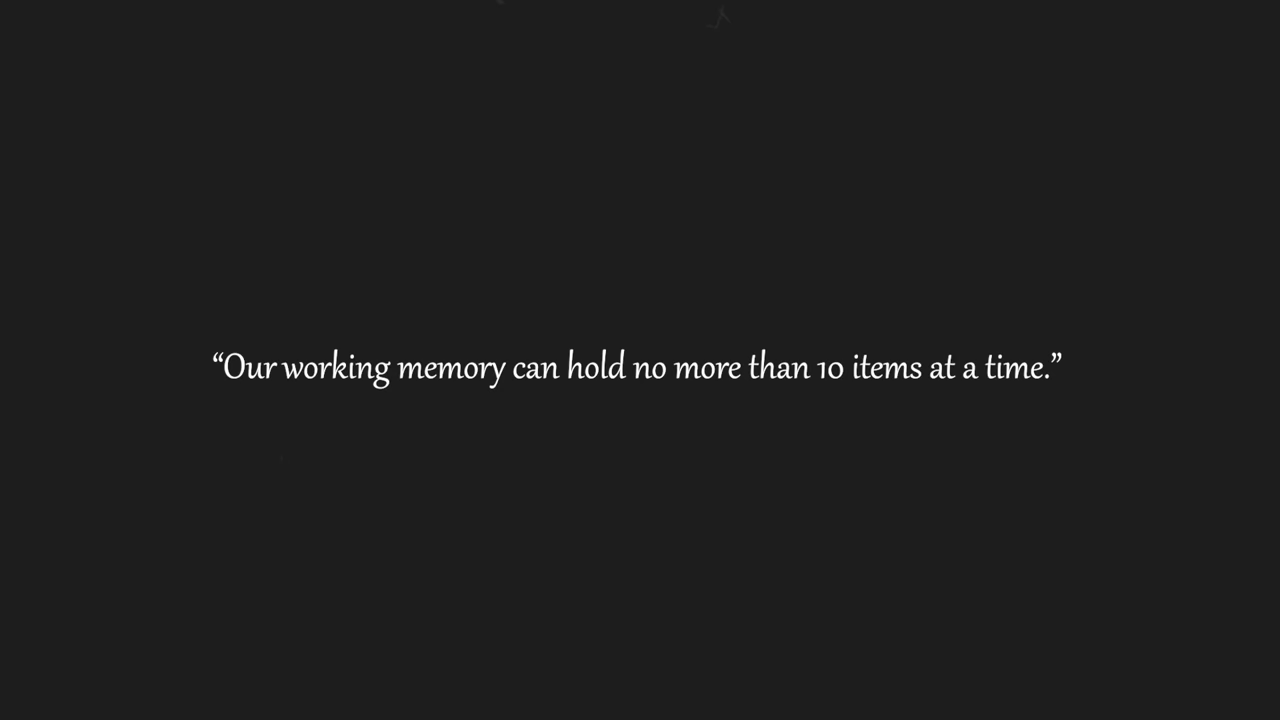 “Our working memory can hold no more than 10 items at a time.”